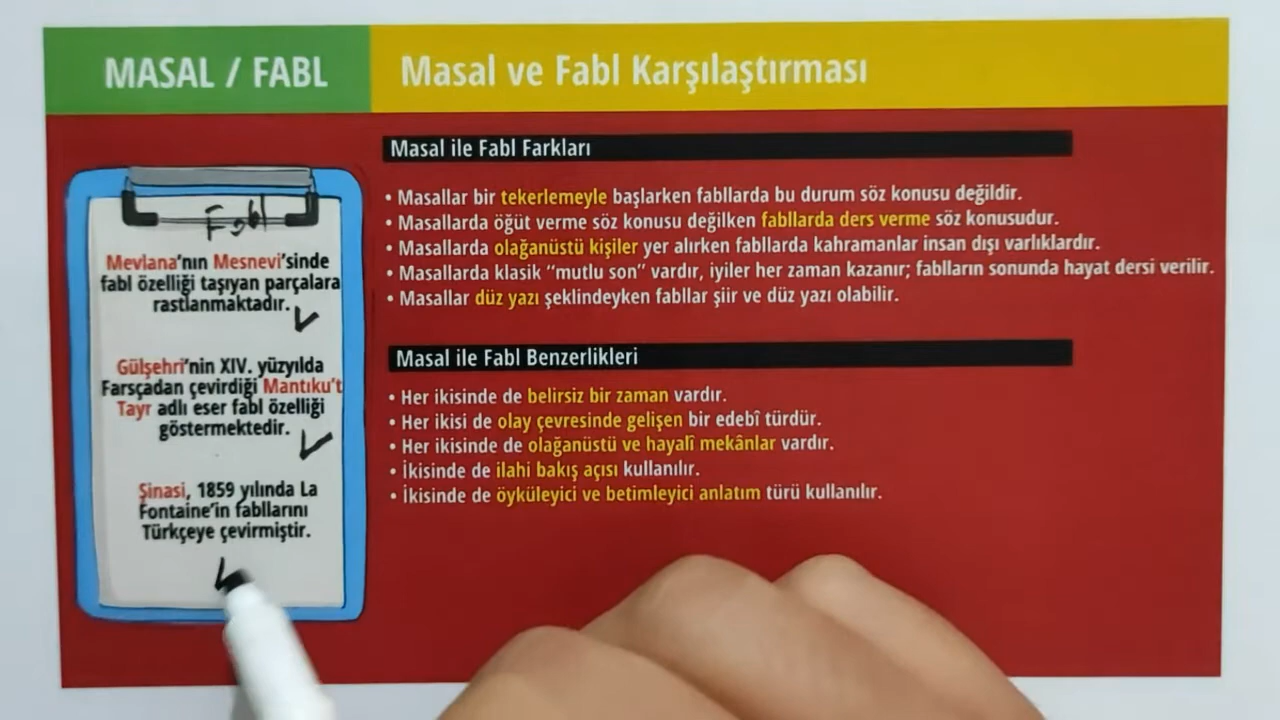 MASAL / FABL
Masal ve Fabl Karşılaştırması
Fabl
Mevlana'nın Mesnevi'sinde
fabl özelliği taşıyan parçalara
rastlanmaktadır.
Gülşehri'nin XIV. yüzyılda
Farsçadan çevirdiği Mantıku't
Tayr adlı eser fabl özelliği
göstermektedir.
Şinasi, 1859 yılında La
Fontaine'in fabllarını
Türkçeye çevirmiştir.
Masal ile Fabl Farkları
• Masallar bir tekerlemeyle başlarken fabllarda bu durum söz konusu değildir.
• Masallarda öğüt verme söz konusu değilken fabllarda ders verme söz konusudur.
• Masallarda olağanüstü kişiler yer alırken fabllarda kahramanlar insan dışı varlıklardır.
• Masallarda klasik "mutlu son" vardır, iyiler her zaman kazanır; fablların sonunda hayat dersi verilir.
• Masallar düz yazı şeklindeyken fabllar şiir ve düz yazı olabilir.
Masal ile Fabl Benzerlikleri
• Her ikisinde de belirsiz bir zaman vardır.
• Her ikisi de olay çevresinde gelişen bir edebî türdür.
• Her ikisinde de olağanüstü ve hayalî mekânlar vardır.
• İkisinde de ilahi bakış açısı kullanılır.
• İkisinde de öyküleyici ve betimleyici anlatım türü kullanılır.